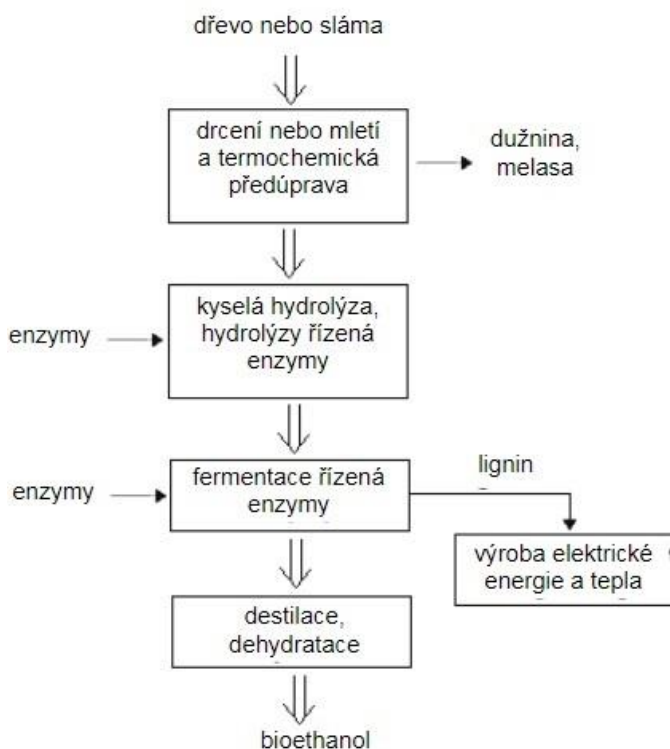 dřevo nebo sláma
drcení nebo mletí
a termochemická
předúprava
dužnina,
melasa
enzymy
kyselá hydrolýza,
hydrolýzy řízená
enzymy
enzymy
fermentace řízená
enzymy
lignin
výroba elektrické
energie a tepla
destilace,
dehydratace
bioethanol